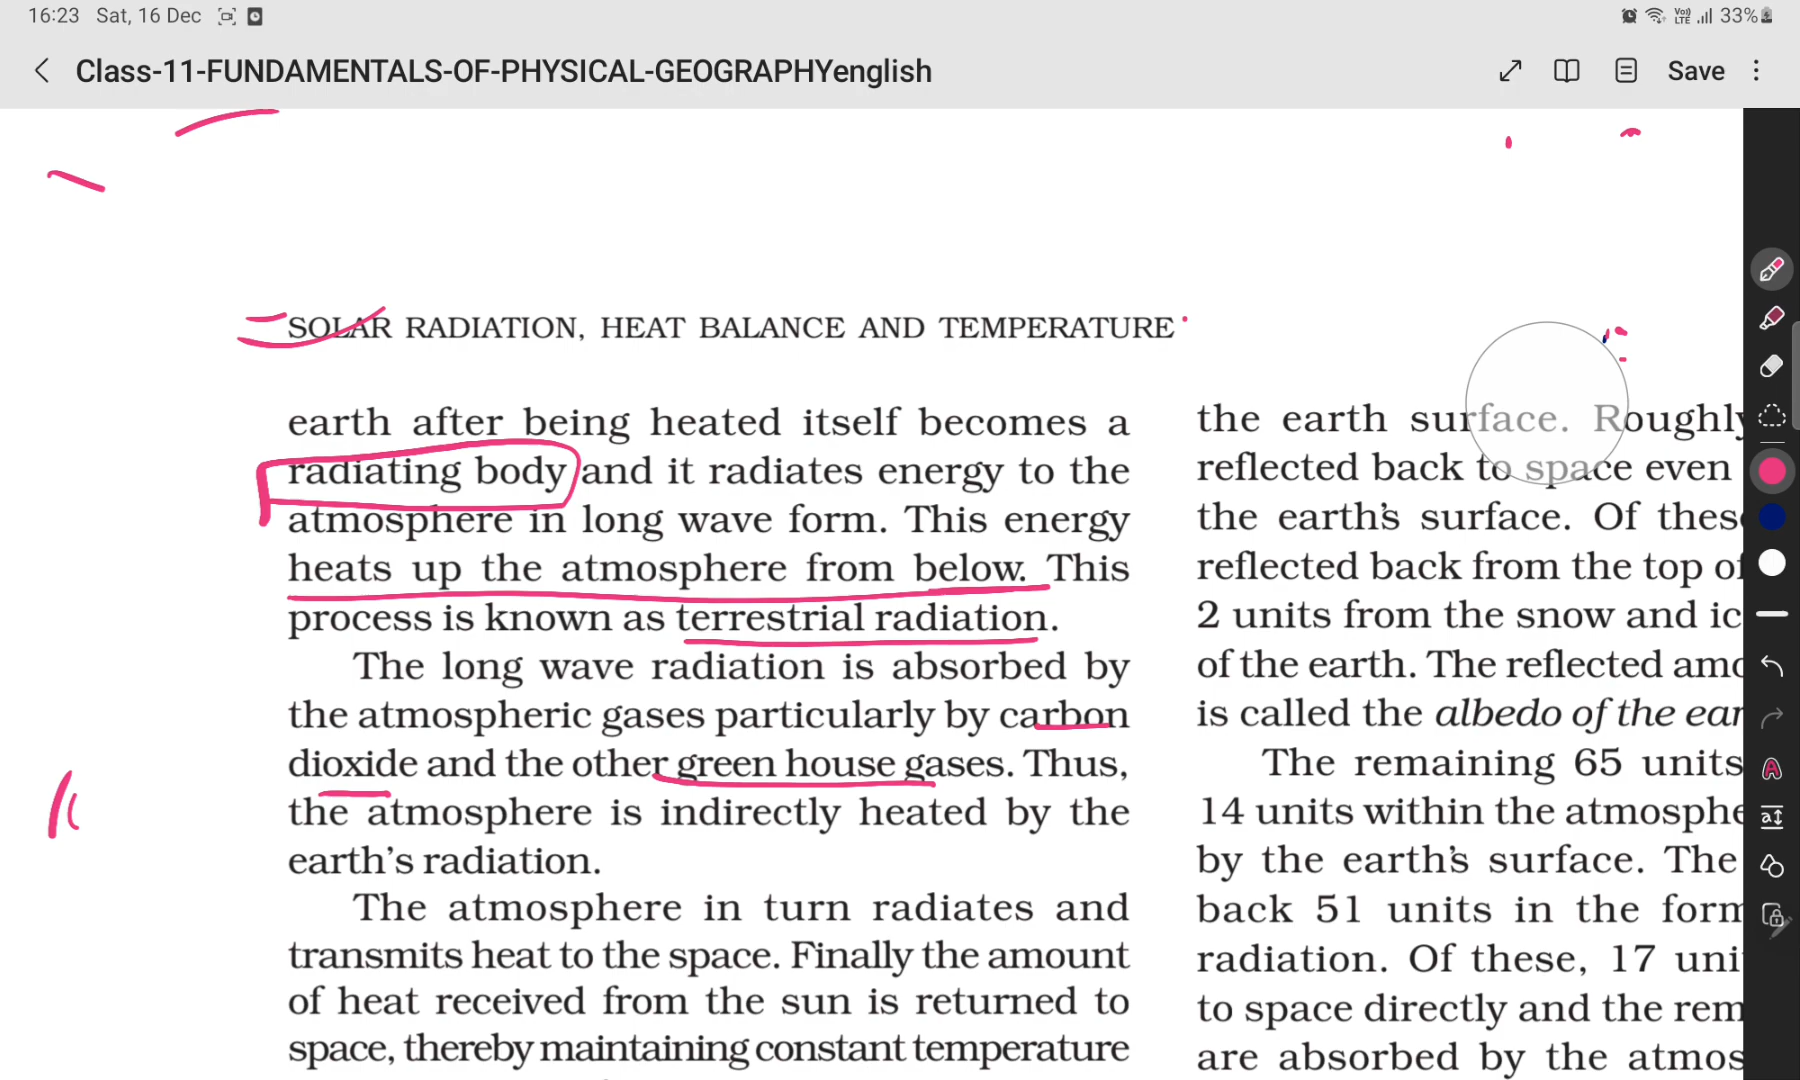 16:23 Sat, 16 Dec 33%
Class-11-FUNDAMENTALS-OF-PHYSICAL-GEOGRAPHYenglish
Save
SOLAR RADIATION, HEAT BALANCE AND TEMPERATURE
earth after being heated itself becomes a
radiating body and it radiates energy to the
atmosphere in long wave form. This energy
heats up the atmosphere from below. This
process is known as terrestrial radiation.
The long wave radiation is absorbed by
the atmospheric gases particularly by carbon
dioxide and the other green house gases. Thus,
the atmosphere is indirectly heated by the
earth's radiation.
The atmosphere in turn radiates and
transmits heat to the space. Finally the amount
of heat received from the sun is returned to
space, thereby maintaining constant temperature
the earth surface. Roughly
reflected back to space even
the earth's surface. Of these
reflected back from the top of
2 units from the snow and ic
of the earth. The reflected amo
is called the albedo of the ear
The remaining 65 units
14 units within the atmosphe
by the earth's surface. The
back 51 units in the form
radiation. Of these, 17 uni
to space directly and the rem
are absorbed by the atmos